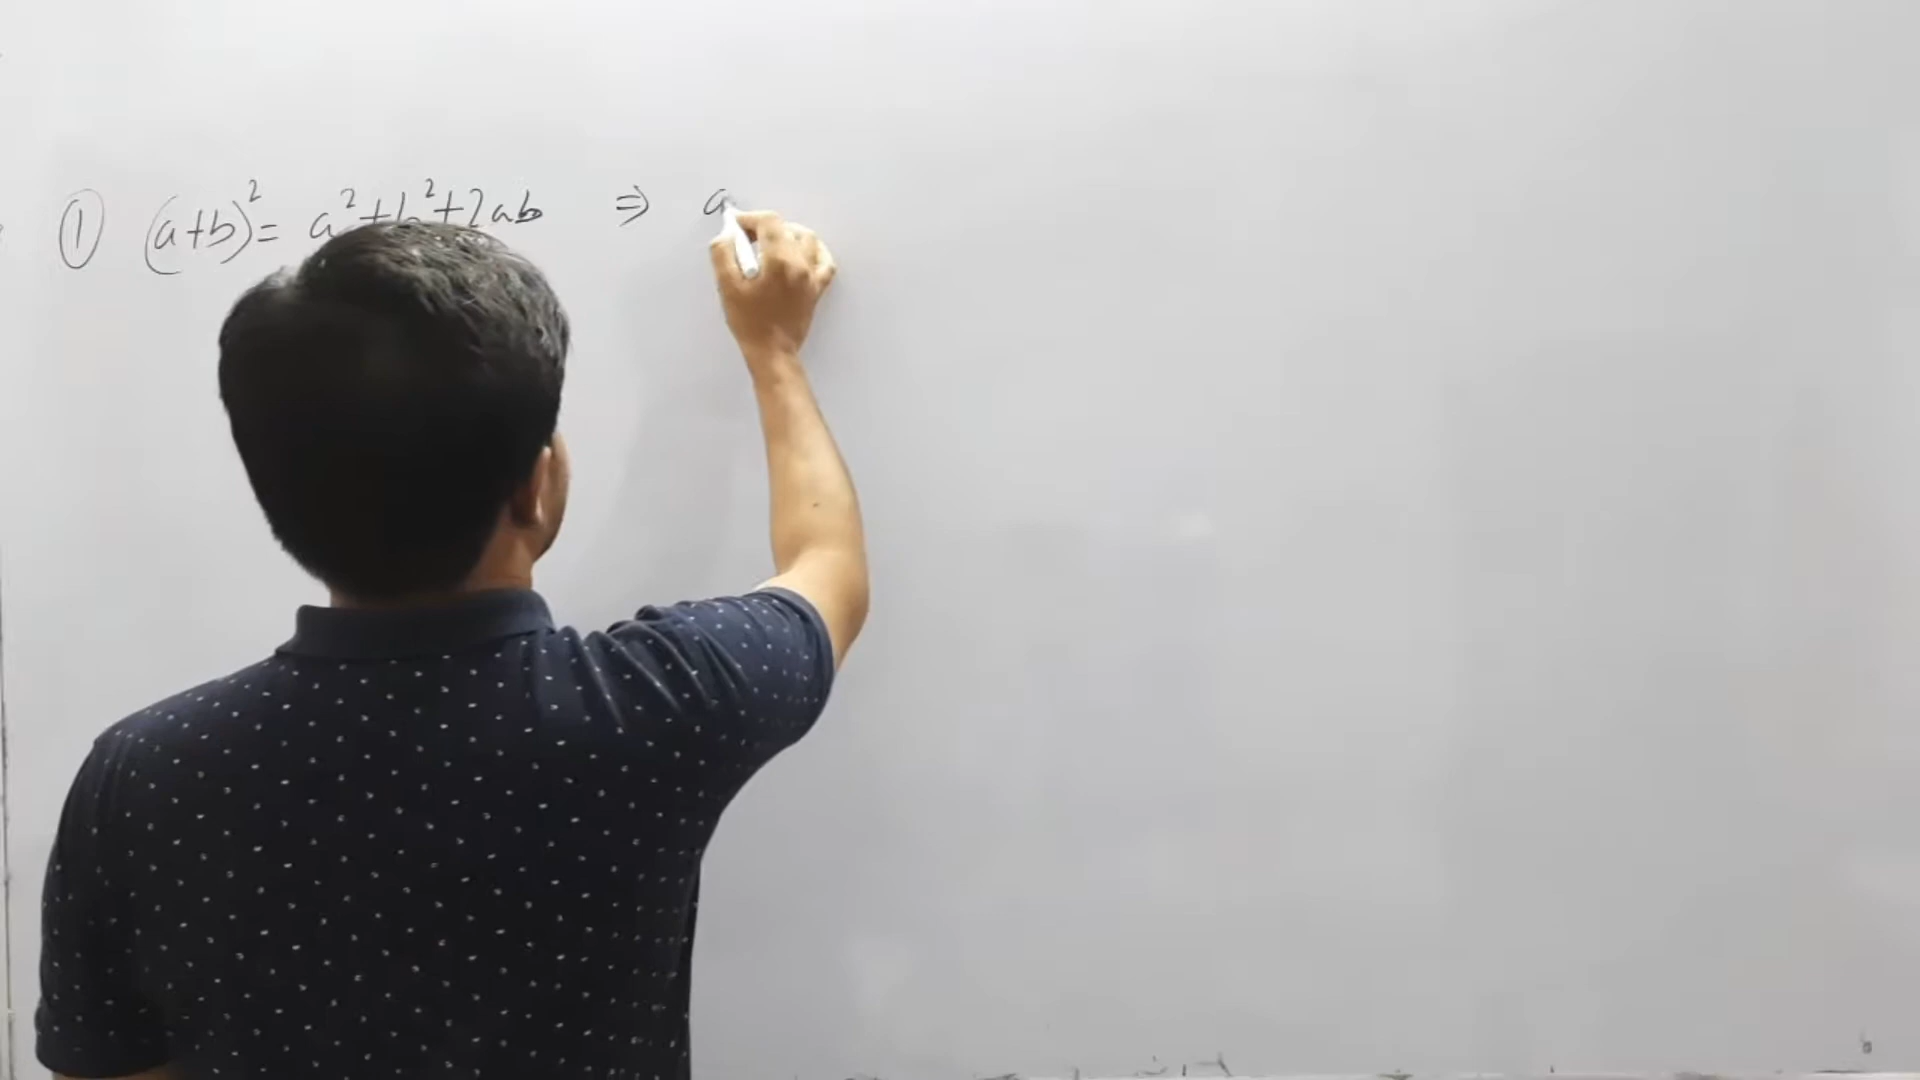 ① (a+b)²= a²+b²+2ab ⇒ a